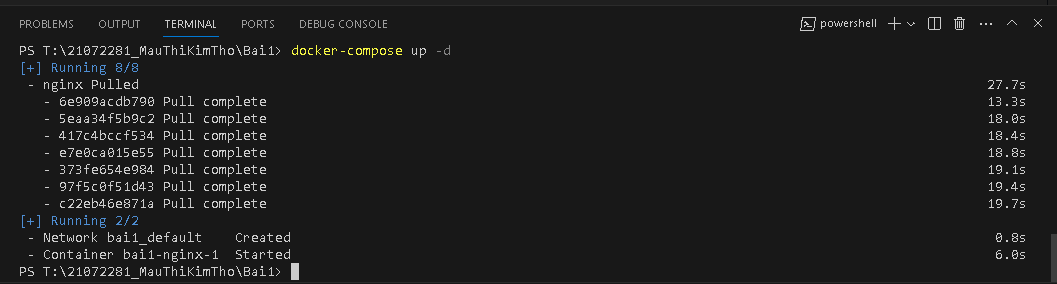 PROBLEMS OUTPUT TERMINAL PORTS DEBUG CONSOLE powershell
PS T:\21072281_MauThiKimTho\Bai1> docker-compose up -d
[+] Running 8/8
- nginx Pulled 27.7s
- 6e909acdb790 Pull complete 13.3s
- 5eaa34f5b9c2 Pull complete 18.0s
- 417c4bccf534 Pull complete 18.4s
- e7e0ca015e55 Pull complete 18.8s
- 373fe654e984 Pull complete 19.1s
- 97f5c0f51d43 Pull complete 19.4s
- c22eb46e871a Pull complete 19.7s
[+] Running 2/2
- Network bai1_default Created 0.8s
- Container bai1-nginx-1 Started 6.0s
PS T:\21072281_MauThiKimTho\Bai1>